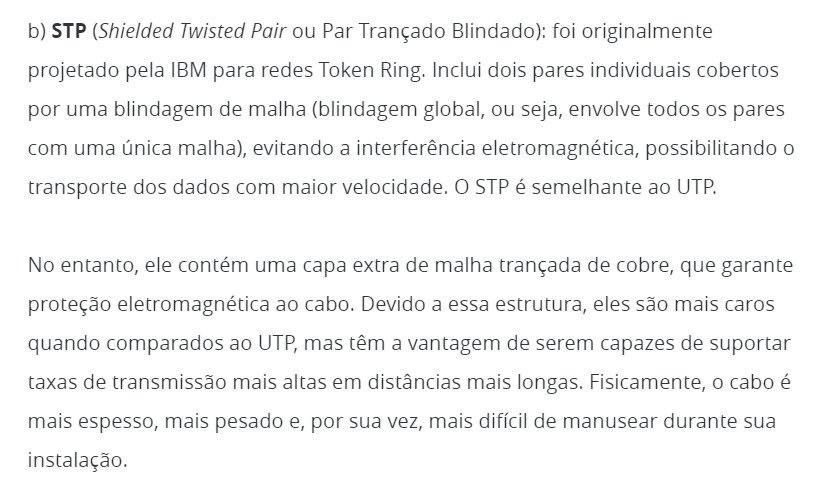 b) STP (Shielded Twisted Pair ou Par Trançado Blindado): foi originalmente
projetado pela IBM para redes Token Ring. Inclui dois pares individuais cobertos
por uma blindagem de malha (blindagem global, ou seja, envolve todos os pares
com uma única malha), evitando a interferência eletromagnética, possibilitando o
transporte dos dados com maior velocidade. O STP é semelhante ao UTP.
No entanto, ele contém uma capa extra de malha trançada de cobre, que garante
proteção eletromagnética ao cabo. Devido a essa estrutura, eles são mais caros
quando comparados ao UTP, mas têm a vantagem de serem capazes de suportar
taxas de transmissão mais altas em distâncias mais longas. Fisicamente, o cabo é
mais espesso, mais pesado e, por sua vez, mais difícil de manusear durante sua
instalação.